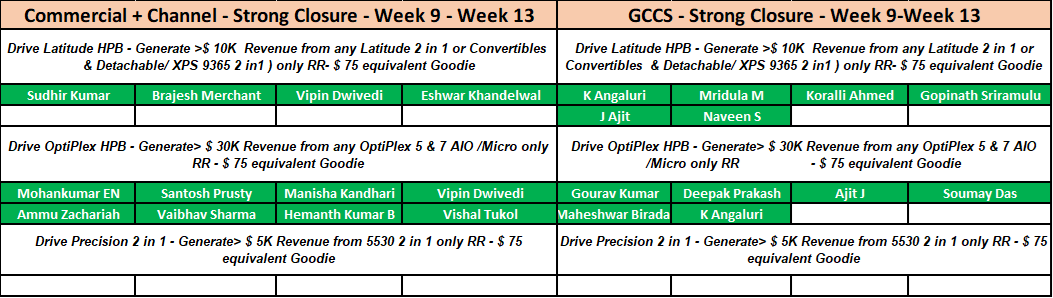 Commercial + Channel - Strong Closure - Week 9 - Week 13
Drive Latitude HPB - Generate >$ 10K Revenue from any Latitude 2 in 1 or Convertibles
& Detachable/ XPS 9365 2 in1 ) only RR- $ 75 equivalent Goodie
Sudhir Kumar Brajesh Merchant Vipin Dwivedi Eshwar Khandelwal
Drive OptiPlex HPB - Generate> $ 30K Revenue from any OptiPlex 5 & 7 AIO /Micro only
RR - $ 75 equivalent Goodie
Mohankumar EN Santosh Prusty Manisha Kandhari Vipin Dwivedi
Ammu Zachariah Vaibhav Sharma Hemanth Kumar B Vishal Tukol
Drive Precision 2 in 1 - Generate> $ 5K Revenue from 5530 2 in 1 only RR - $ 75
equivalent Goodie
GCCS - Strong Closure - Week 9-Week 13
Drive Latitude HPB - Generate >$ 10K Revenue from any Latitude 2 in 1 or
Convertibles & Detachable/ XPS 9365 2 in1 ) only RR- $ 75 equivalent Goodie
K Angaluri Mridula M Koralli Ahmed Gopinath Sriramulu
J Ajit Naveen S
Drive OptiPlex HPB - Generate> $ 30K Revenue from any OptiPlex 5 & 7 AIO
/Micro only RR - $ 75 equivalent Goodie
Gourav Kumar Deepak Prakash Ajit J Soumay Das
Maheshwar Birada K Angaluri
Drive Precision 2 in 1 - Generate> $ 5K Revenue from 5530 2 in 1 only RR - $ 75
equivalent Goodie